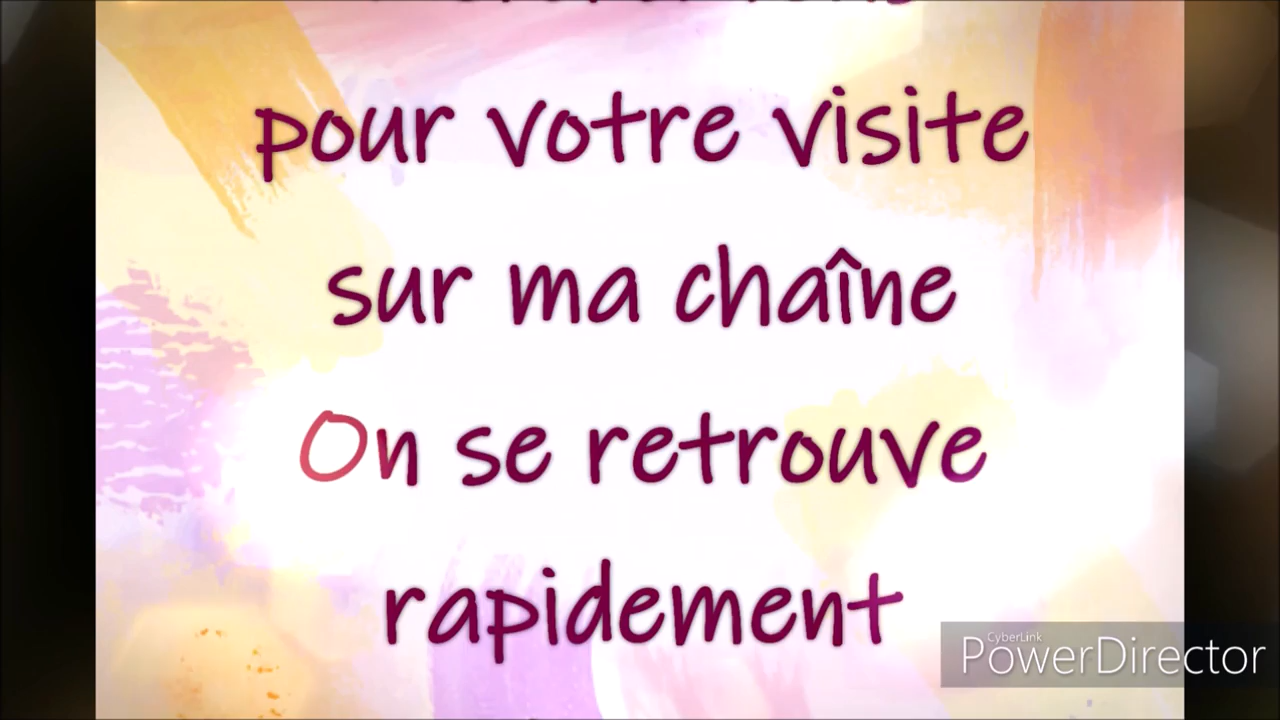 pour votre visite
sur ma chaîne
On se retrouve
rapidement
CyberLink
PowerDirector